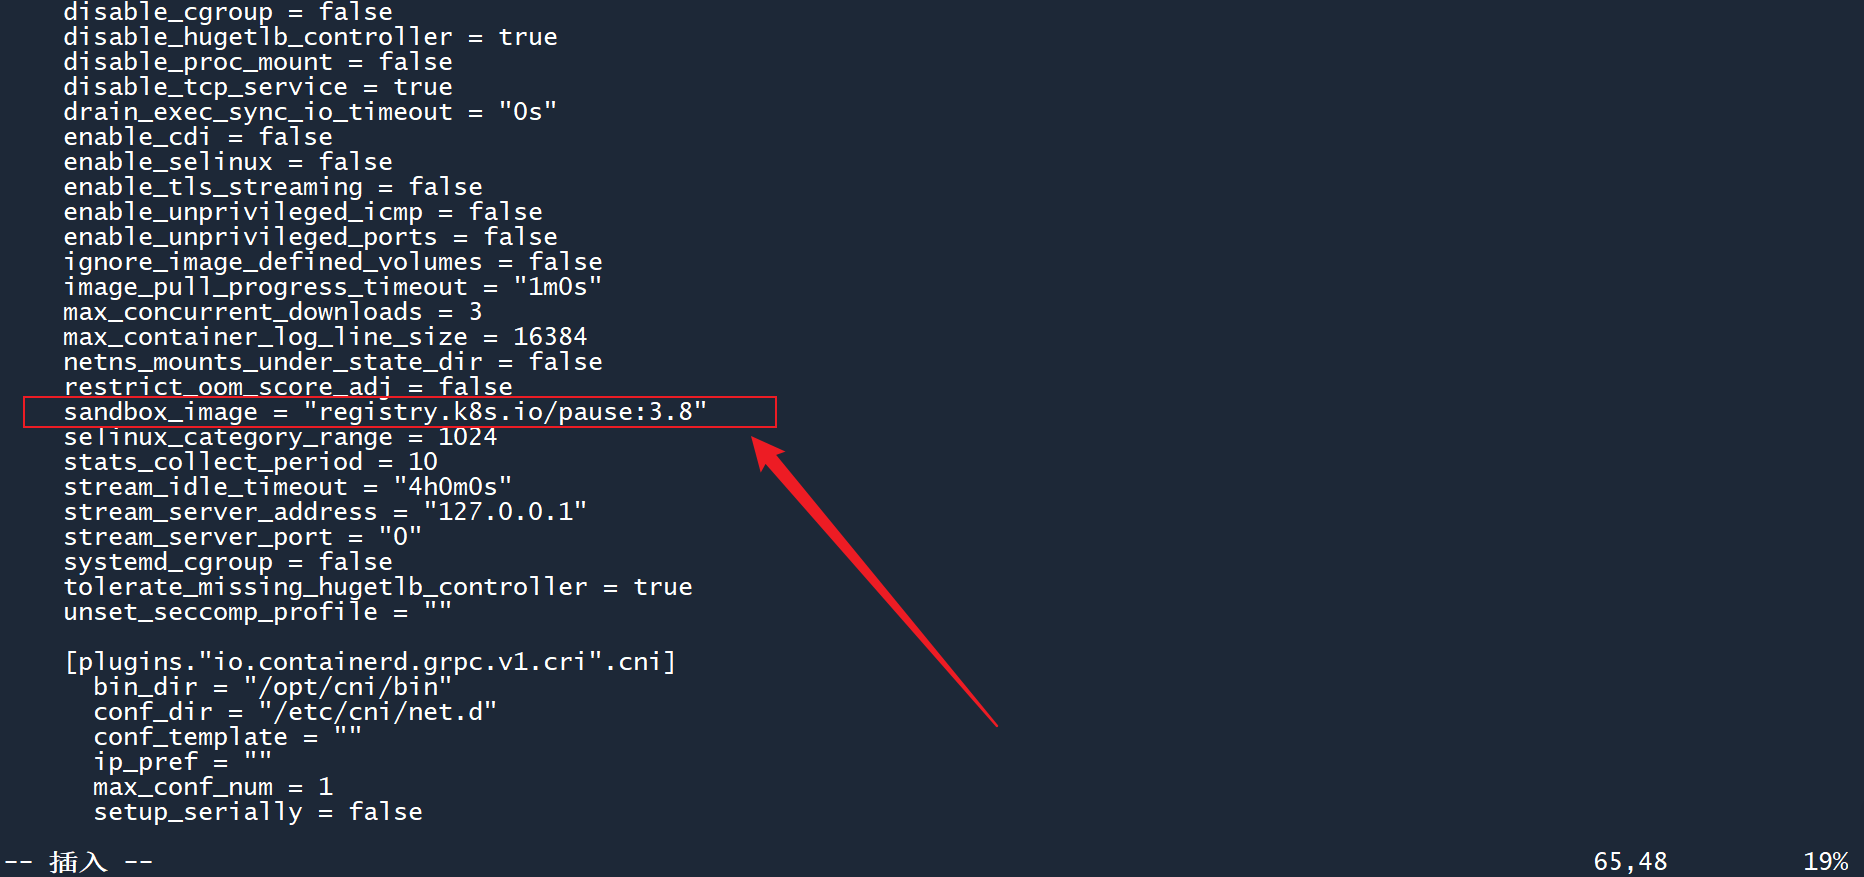 disable_cgroup = false
disable_hugetlb_controller = true
disable_proc_mount = false
disable_tcp_service = true
drain_exec_sync_io_timeout = "0s"
enable_cdi = false
enable_selinux = false
enable_tls_streaming = false
enable_unprivileged_icmp = false
enable_unprivileged_ports = false
ignore_image_defined_volumes = false
image_pull_progress_timeout = "1m0s"
max_concurrent_downloads = 3
max_container_log_line_size = 16384
netns_mounts_under_state_dir = false
restrict_oom_score_adj = false
sandbox_image = "registry.k8s.io/pause:3.8"
selinux_category_range = 1024
stats_collect_period = 10
stream_idle_timeout = "4h0m0s"
stream_server_address = "127.0.0.1"
stream_server_port = "0"
systemd_cgroup = false
tolerate_missing_hugetlb_controller = true
unset_seccomp_profile = ""
[plugins."io.containerd.grpc.v1.cri".cni]
bin_dir = "/opt/cni/bin"
conf_dir = "/etc/cni/net.d"
conf_template = ""
ip_pref = ""
max_conf_num = 1
setup_serially = false
-- 插入 -- 65,48 19%